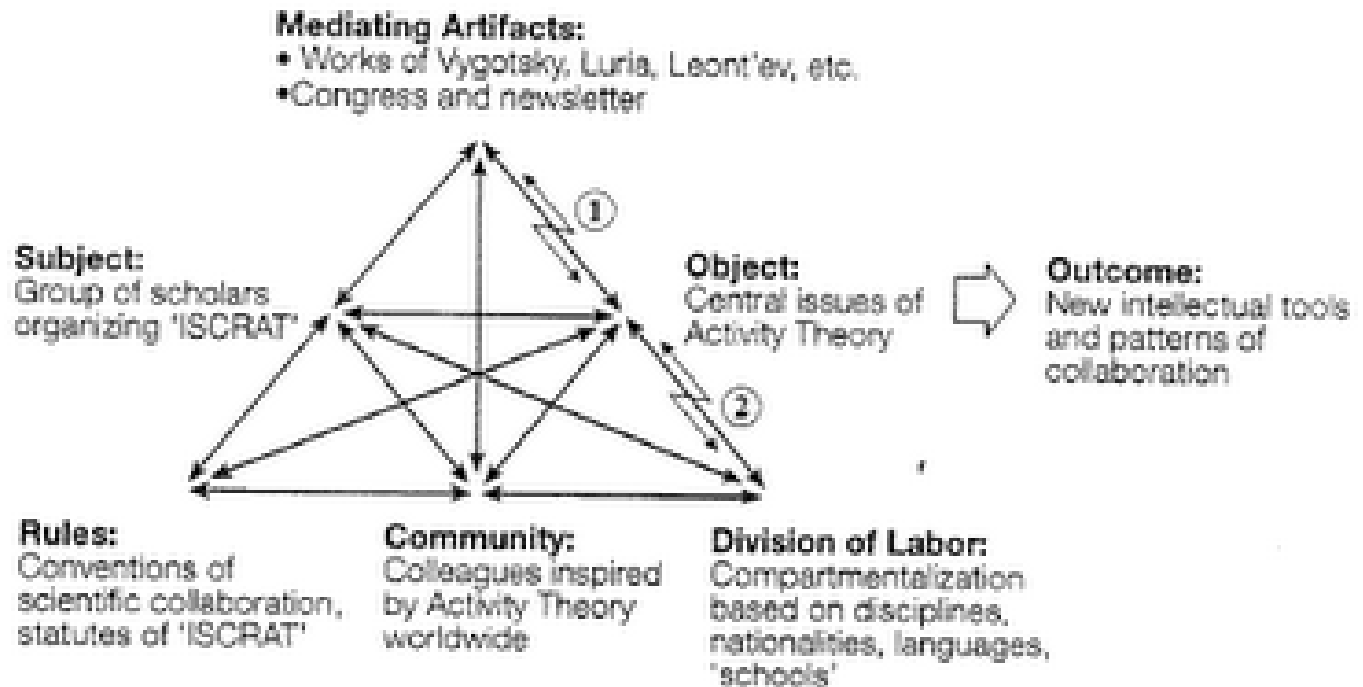 Mediating Artifacts:
• Works of Vygotsky, Luria, Leont'ev, etc.
•Congress and newsletter
①
Subject:
Group of scholars
organizing 'ISCRAT'
Object:
Central issues of
Activity Theory
Outcome:
New intellectual tools
and patterns of
collaboration
②
Rules:
Conventions of
scientific collaboration,
statutes of 'ISCRAT'
Community:
Colleagues inspired
by Activity Theory
worldwide
Division of Labor:
Compartmentalization
based on disciplines,
nationalities, languages,
'schools'